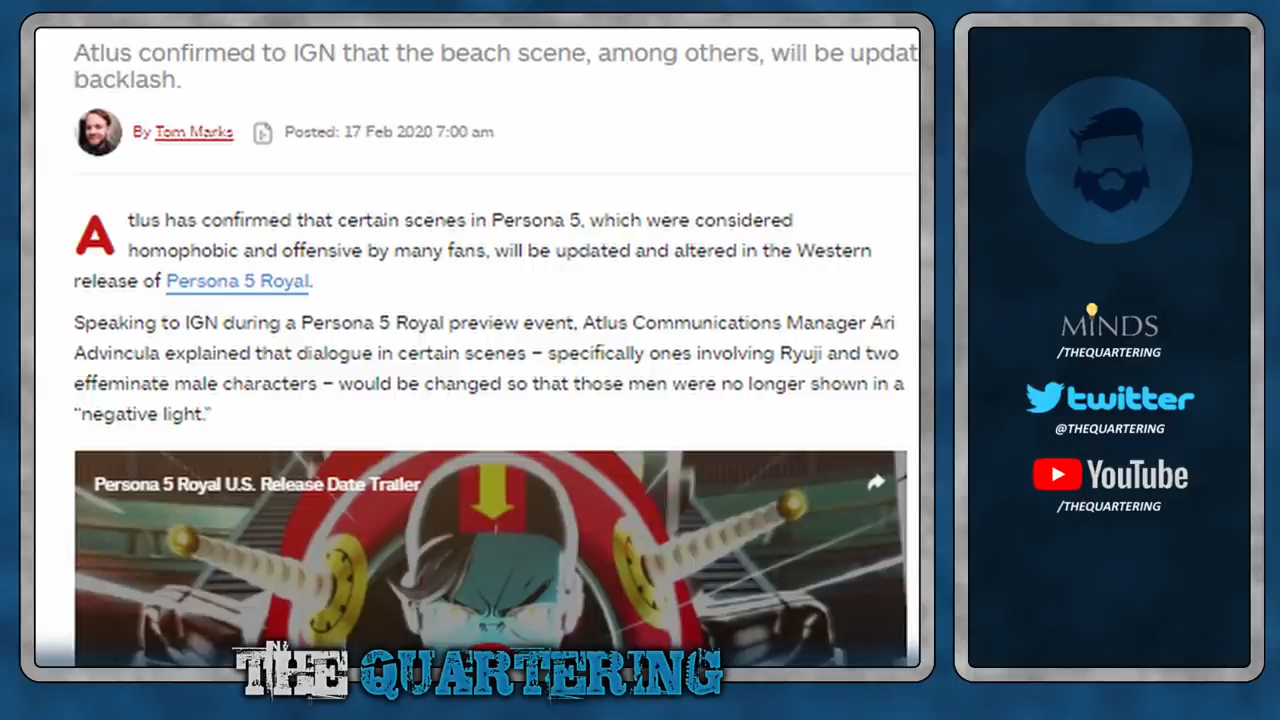 Atlus confirmed to IGN that the beach scene, among others, will be updat
backlash.
By Tom Marks Posted: 17 Feb 2020 7:00 am
Atlus has confirmed that certain scenes in Persona 5, which were considered
homophobic and offensive by many fans, will be updated and altered in the Western
release of Persona 5 Royal.
Speaking to IGN during a Persona 5 Royal preview event, Atlus Communications Manager Ari
Advincula explained that dialogue in certain scenes – specifically ones involving Ryuji and two
effeminate male characters – would be changed so that those men were no longer shown in a
“negative light.”
Persona 5 Royal U.S. Release Date Trailer
THE QUARTERING
MINDS
/THEQUARTERING
twitter
@THEQUARTERING
YouTube
/THEQUARTERING